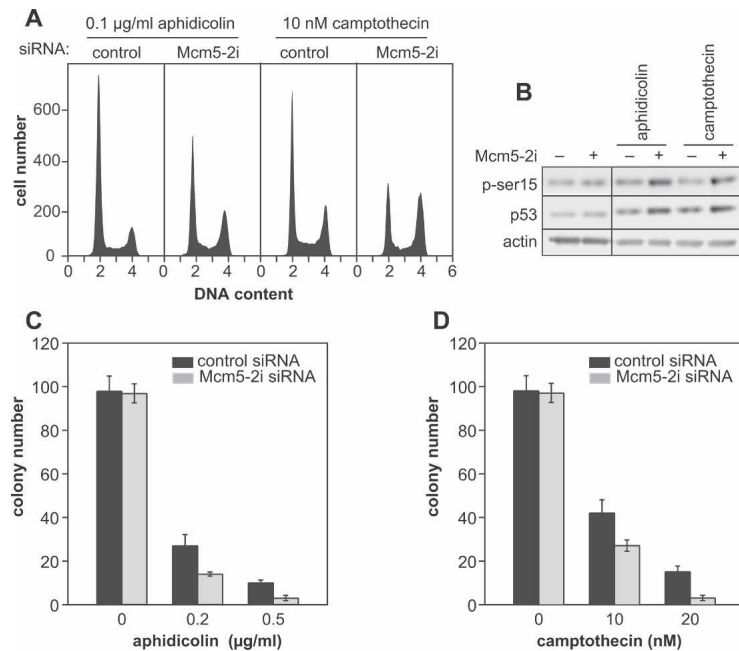 A
0.1 µg/ml aphidicolin 10 nM camptothecin
siRNA: control Mcm5-2i control Mcm5-2i
cell number
600
400
200
0
0 2 4 0 2 4 0 2 4 0 2 4 6
DNA content
B
aphidicolin
camptothecin
Mcm5-2i – + – + – +
p-ser15
p53
actin
C
colony number
120
100
80
60
40
20
0
control siRNA
Mcm5-2i siRNA
0 0.2 0.5
aphidicolin (µg/ml)
D
colony number
120
100
80
60
40
20
0
control siRNA
Mcm5-2i siRNA
0 10 20
camptothecin (nM)